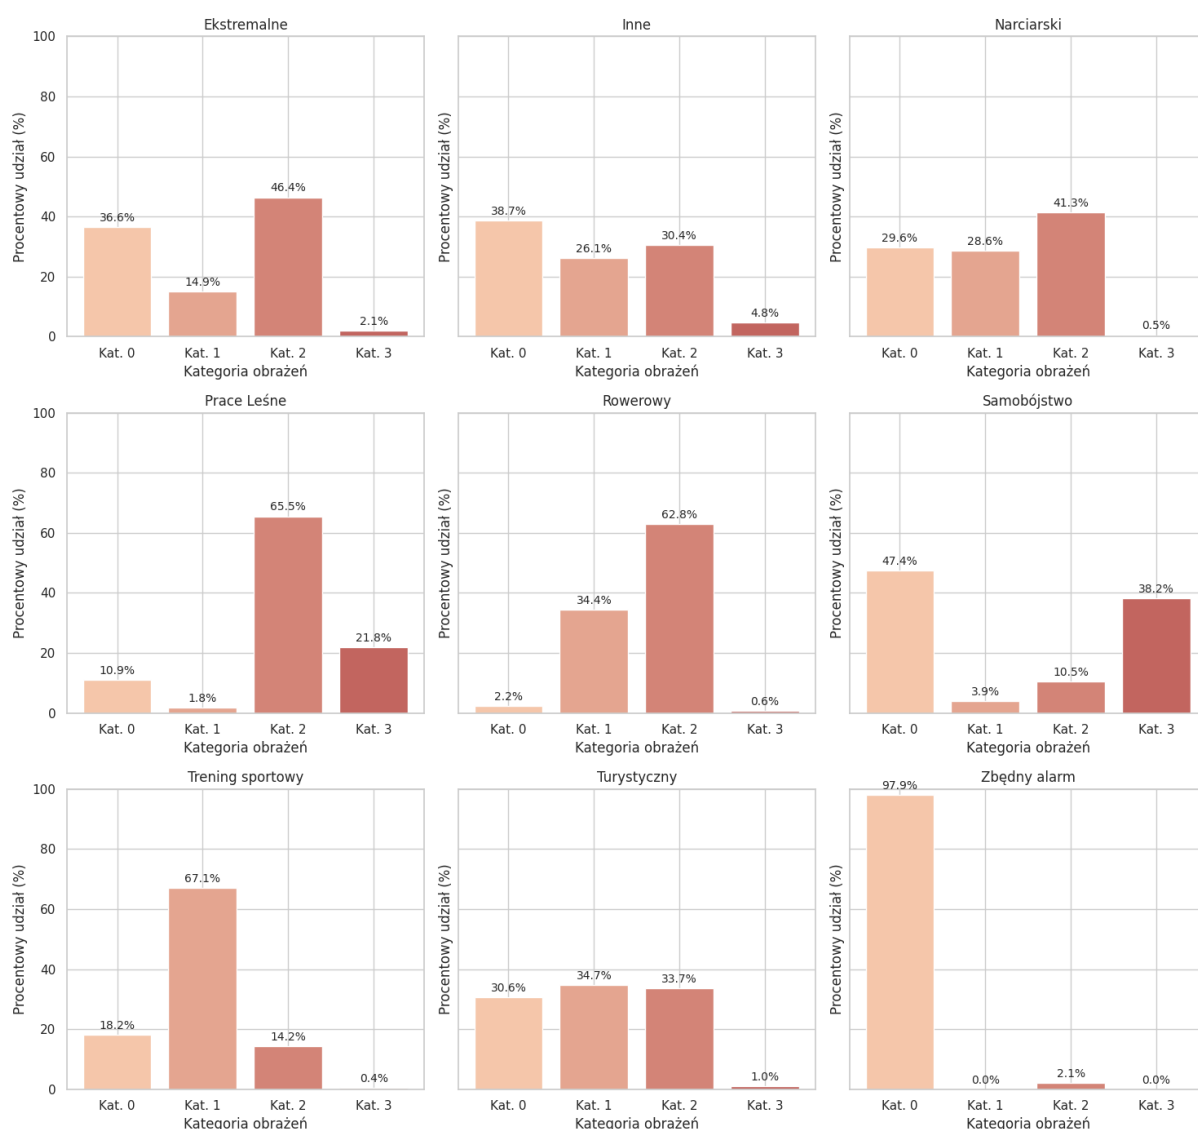 Ekstremalne
Procentowy udział (%)
100
80
60
40
20
0
36.6%
14.9%
46.4%
2.1%
Kat. 0 Kat. 1 Kat. 2 Kat. 3
Kategoria obrażeń
Inne
Procentowy udział (%)
38.7%
26.1%
30.4%
4.8%
Kat. 0 Kat. 1 Kat. 2 Kat. 3
Kategoria obrażeń
Narciarski
Procentowy udział (%)
29.6%
28.6%
41.3%
0.5%
Kat. 0 Kat. 1 Kat. 2 Kat. 3
Kategoria obrażeń
Prace Leśne
Procentowy udział (%)
100
80
60
40
20
0
10.9%
1.8%
65.5%
21.8%
Kat. 0 Kat. 1 Kat. 2 Kat. 3
Kategoria obrażeń
Rowerowy
Procentowy udział (%)
2.2%
34.4%
62.8%
0.6%
Kat. 0 Kat. 1 Kat. 2 Kat. 3
Kategoria obrażeń
Samobójstwo
Procentowy udział (%)
47.4%
3.9%
10.5%
38.2%
Kat. 0 Kat. 1 Kat. 2 Kat. 3
Kategoria obrażeń
Trening sportowy
Procentowy udział (%)
100
80
60
40
20
0
18.2%
67.1%
14.2%
0.4%
Kat. 0 Kat. 1 Kat. 2 Kat. 3
Kategoria obrażeń
Turystyczny
Procentowy udział (%)
30.6%
34.7%
33.7%
1.0%
Kat. 0 Kat. 1 Kat. 2 Kat. 3
Kategoria obrażeń
Zbędny alarm
Procentowy udział (%)
97.9%
0.0%
2.1%
0.0%
Kat. 0 Kat. 1 Kat. 2 Kat. 3
Kategoria obrażeń